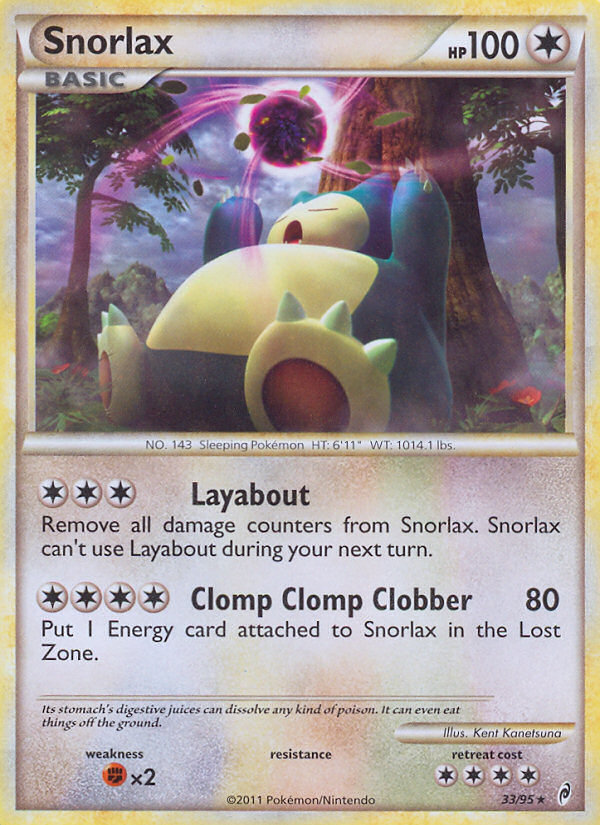 Snorlax HP100
BASIC
NO. 143 Sleeping Pokémon HT: 6'11" WT: 1014.1 lbs.
Layabout
Remove all damage counters from Snorlax. Snorlax
can't use Layabout during your next turn.
Clomp Clomp Clobber 80
Put 1 Energy card attached to Snorlax in the Lost
Zone.
Its stomach's digestive juices can dissolve any kind of poison. It can even eat
things off the ground.
Illus. Kent Kanetsuna
weakness resistance retreat cost
×2
©2011 Pokémon/Nintendo 33/95★